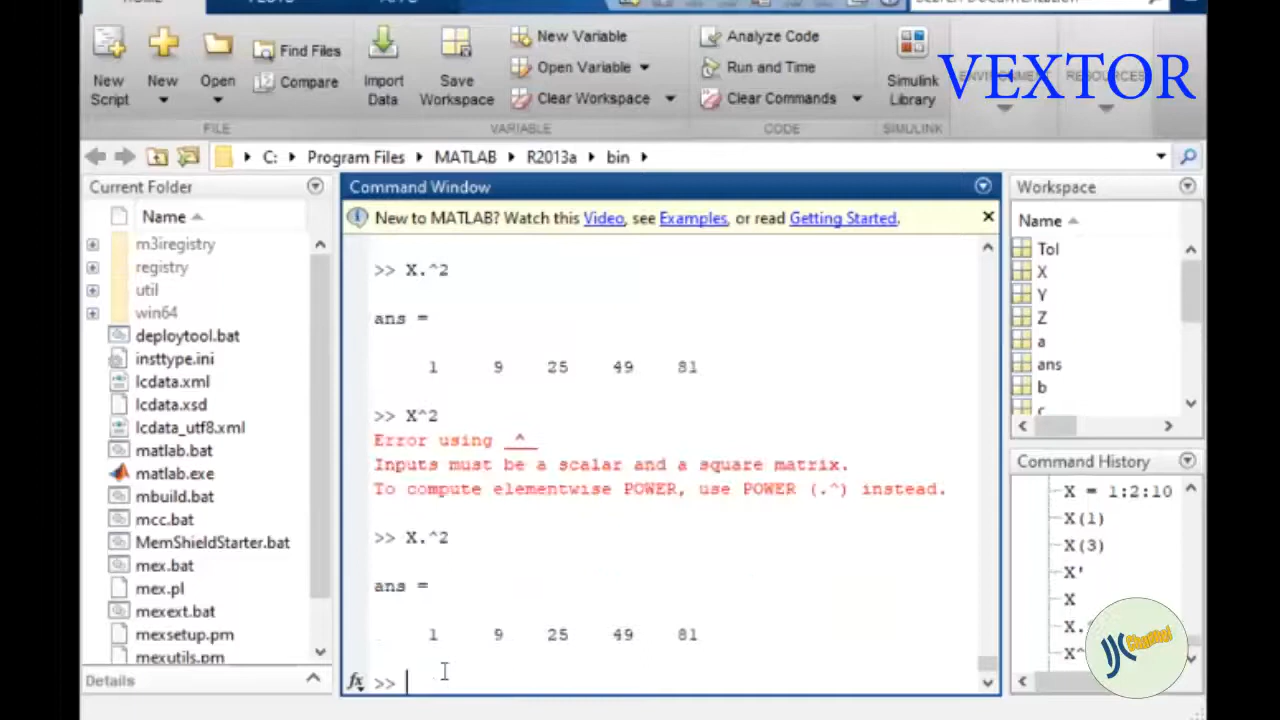 VEXTOR
New Script
New
Open
Find Files
Compare
Import Data
Save Workspace
New Variable
Open Variable
Clear Workspace
Analyze Code
Run and Time
Clear Commands
Simulink Library
ENVIRONMENT
RESOURCES
FILE
VARIABLE
CODE
SIMULINK
C: Program Files MATLAB R2013a bin
Current Folder
Name
m3iregistry
registry
util
win64
deploytool.bat
insttype.ini
lcdata.xml
lcdata.xsd
lcdata_utf8.xml
matlab.bat
matlab.exe
mbuild.bat
mcc.bat
MemShieldStarter.bat
mex.bat
mex.pl
mexext.bat
mexsetup.pm
mexutils.pm
Details
Command Window
New to MATLAB? Watch this Video, see Examples, or read Getting Started.
>> X.^2
ans =
1 9 25 49 81
>> X^2
Error using ^
Inputs must be a scalar and a square matrix.
To compute elementwise POWER, use POWER (.^) instead.
>> X.^2
ans =
1 9 25 49 81
fx >>
Workspace
Name
Tol
X
Y
Z
a
ans
b
c
Command History
X = 1:2:10
X(1)
X(3)
X'
X
X.
X^
JJC Channel